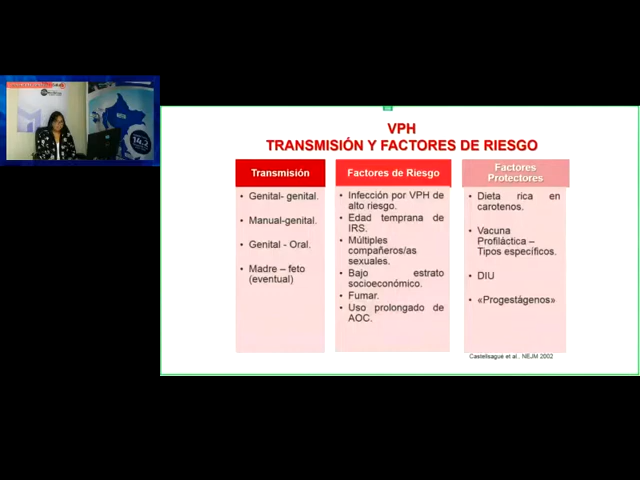 VPH
TRANSMISIÓN Y FACTORES DE RIESGO
Transmisión
• Genital- genital.
• Manual-genital.
• Genital - Oral.
• Madre – feto
(eventual)
Factores de Riesgo
• Infección por VPH de
alto riesgo.
• Edad temprana de
IRS.
• Múltiples
compañeros/as
sexuales.
• Bajo estrato
socioeconómico.
• Fumar.
• Uso prolongado de
AOC.
Factores
Protectores
• Dieta rica en
carotenos.
• Vacuna
Profiláctica –
Tipos específicos.
• DIU
• «Progestágenos»
Castellsagué et al.. NEJM 2002